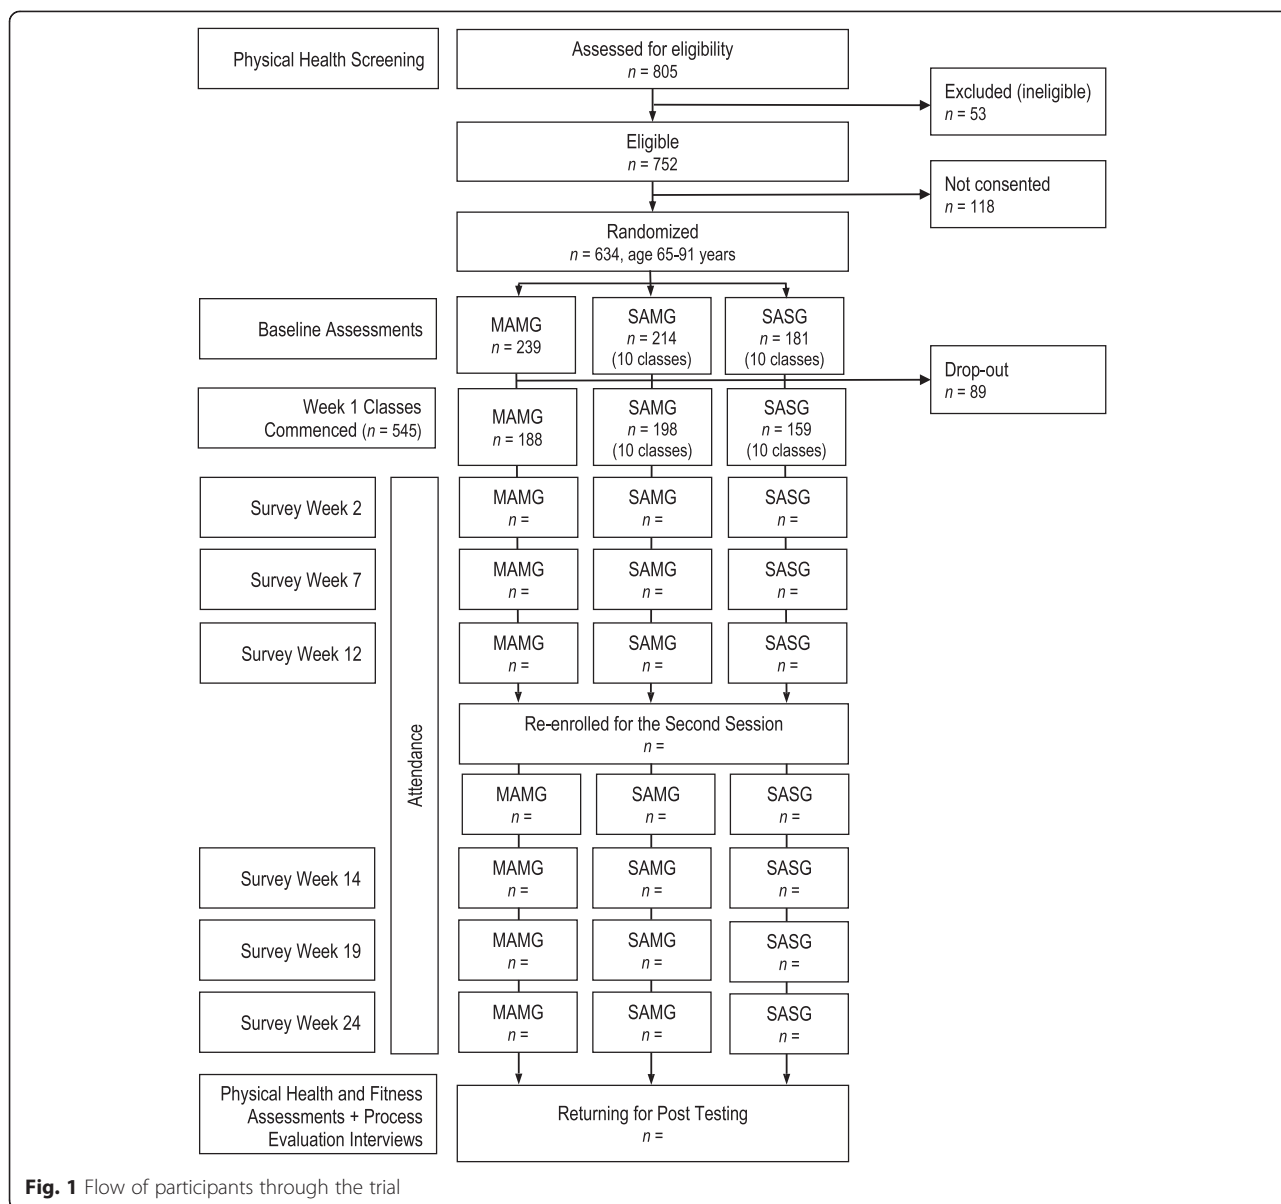 Physical Health Screening
Assessed for eligibility
n = 805
Excluded (ineligible)
n = 53
Eligible
n = 752
Not consented
n = 118
Randomized
n = 634, age 65-91 years
Baseline Assessments
MAMG
n = 239
SAMG
n = 214
(10 classes)
SASG
n = 181
(10 classes)
Drop-out
n = 89
Week 1 Classes
Commenced (n = 545)
MAMG
n = 188
SAMG
n = 198
(10 classes)
SASG
n = 159
(10 classes)
Attendance
Survey Week 2
MAMG
n =
SAMG
n =
SASG
n =
Survey Week 7
MAMG
n =
SAMG
n =
SASG
n =
Survey Week 12
MAMG
n =
SAMG
n =
SASG
n =
Re-enrolled for the Second Session
n =
MAMG
n =
SAMG
n =
SASG
n =
Survey Week 14
MAMG
n =
SAMG
n =
SASG
n =
Survey Week 19
MAMG
n =
SAMG
n =
SASG
n =
Survey Week 24
MAMG
n =
SAMG
n =
SASG
n =
Physical Health and Fitness
Assessments + Process
Evaluation Interviews
Returning for Post Testing
n =
Fig. 1 Flow of participants through the trial